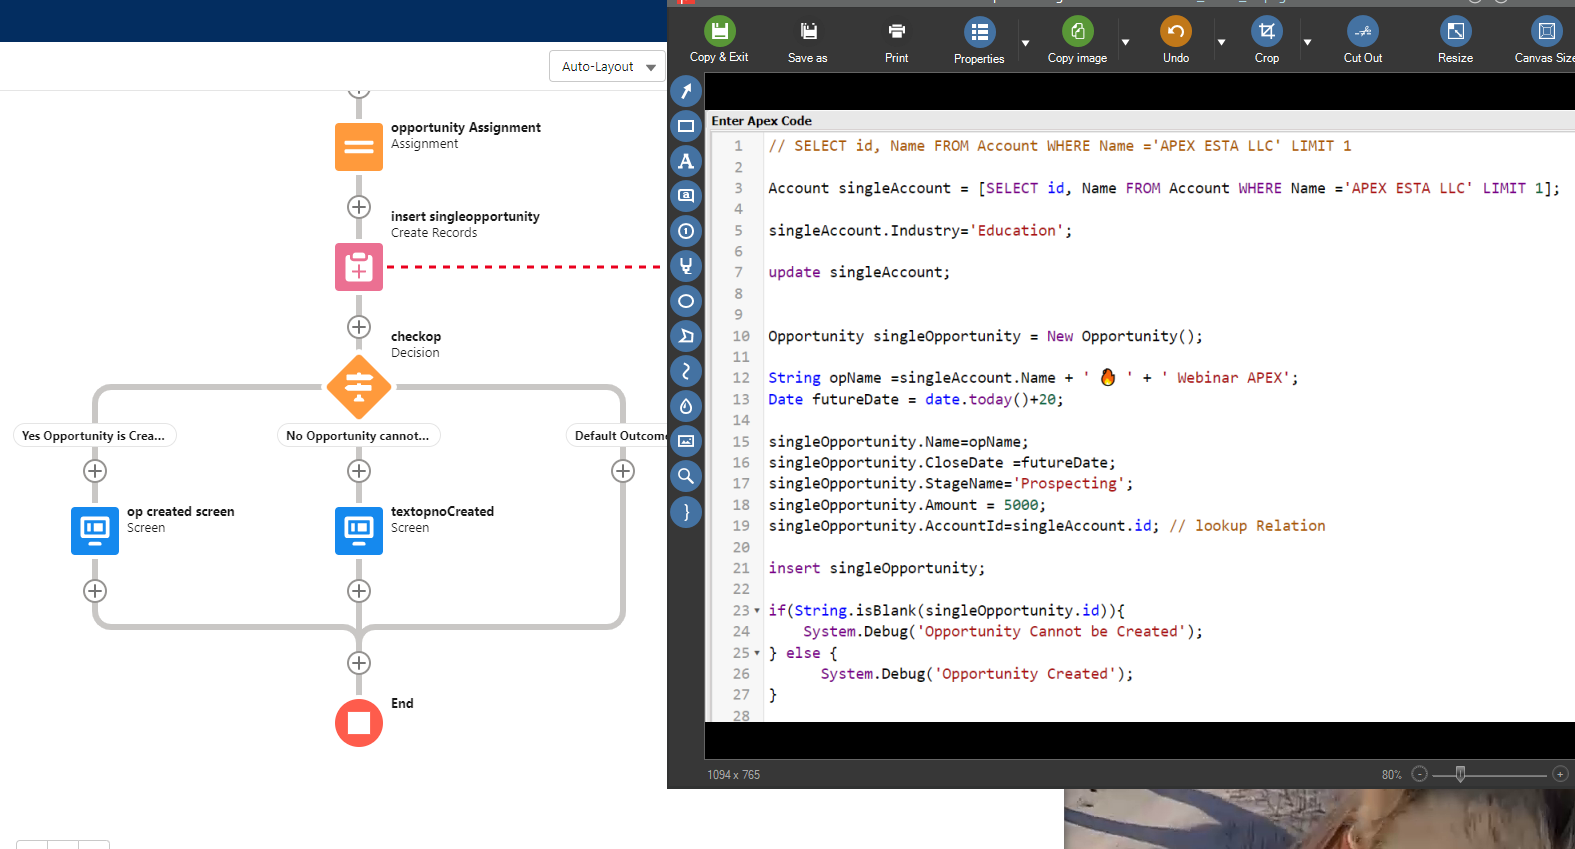 Auto-Layout
opportunity Assignment
Assignment
insert singleopportunity
Create Records
checkop
Decision
Yes Opportunity is Crea...
No Opportunity cannot...
Default Outcome
op created screen
Screen
textopnoCreated
Screen
End
Copy & Exit
Save as
Print
Properties
Copy image
Undo
Crop
Cut Out
Resize
Canvas Size
Enter Apex Code
1 // SELECT id, Name FROM Account WHERE Name ='APEX ESTA LLC' LIMIT 1
2
3 Account singleAccount = [SELECT id, Name FROM Account WHERE Name ='APEX ESTA LLC' LIMIT 1];
4
5 singleAccount.Industry='Education';
6
7 update singleAccount;
8
9
10 Opportunity singleOpportunity = New Opportunity();
11
12 String opName =singleAccount.Name + ' 🔥 ' + ' Webinar APEX';
13 Date futureDate = date.today()+20;
14
15 singleOpportunity.Name=opName;
16 singleOpportunity.CloseDate =futureDate;
17 singleOpportunity.StageName='Prospecting';
18 singleOpportunity.Amount = 5000;
19 singleOpportunity.AccountId=singleAccount.id; // lookup Relation
20
21 insert singleOpportunity;
22
23 if(String.isBlank(singleOpportunity.id)){
24 System.Debug('Opportunity Cannot be Created');
25 } else {
26 System.Debug('Opportunity Created');
27 }
28
1094 x 765
80%